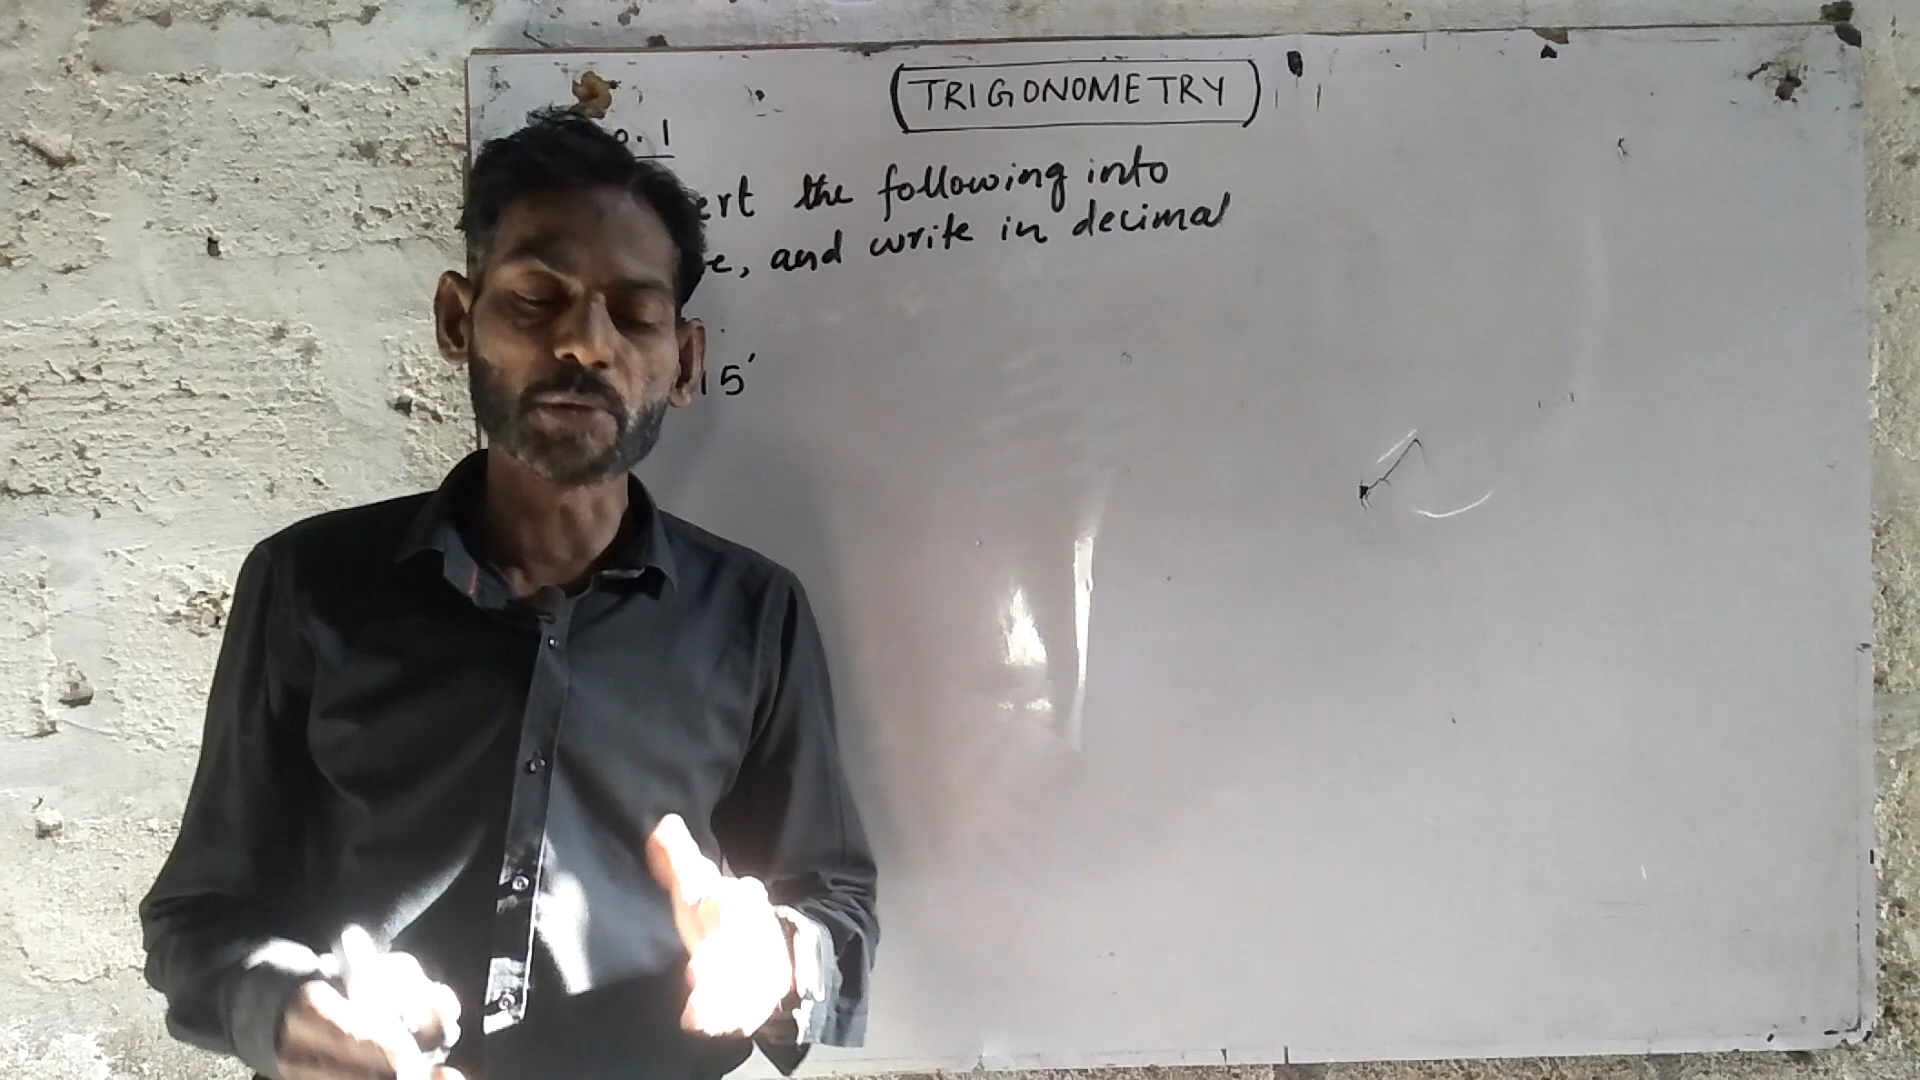 TRIGONOMETRY
o. 1
ert the following into
e, and write in decimal
15'